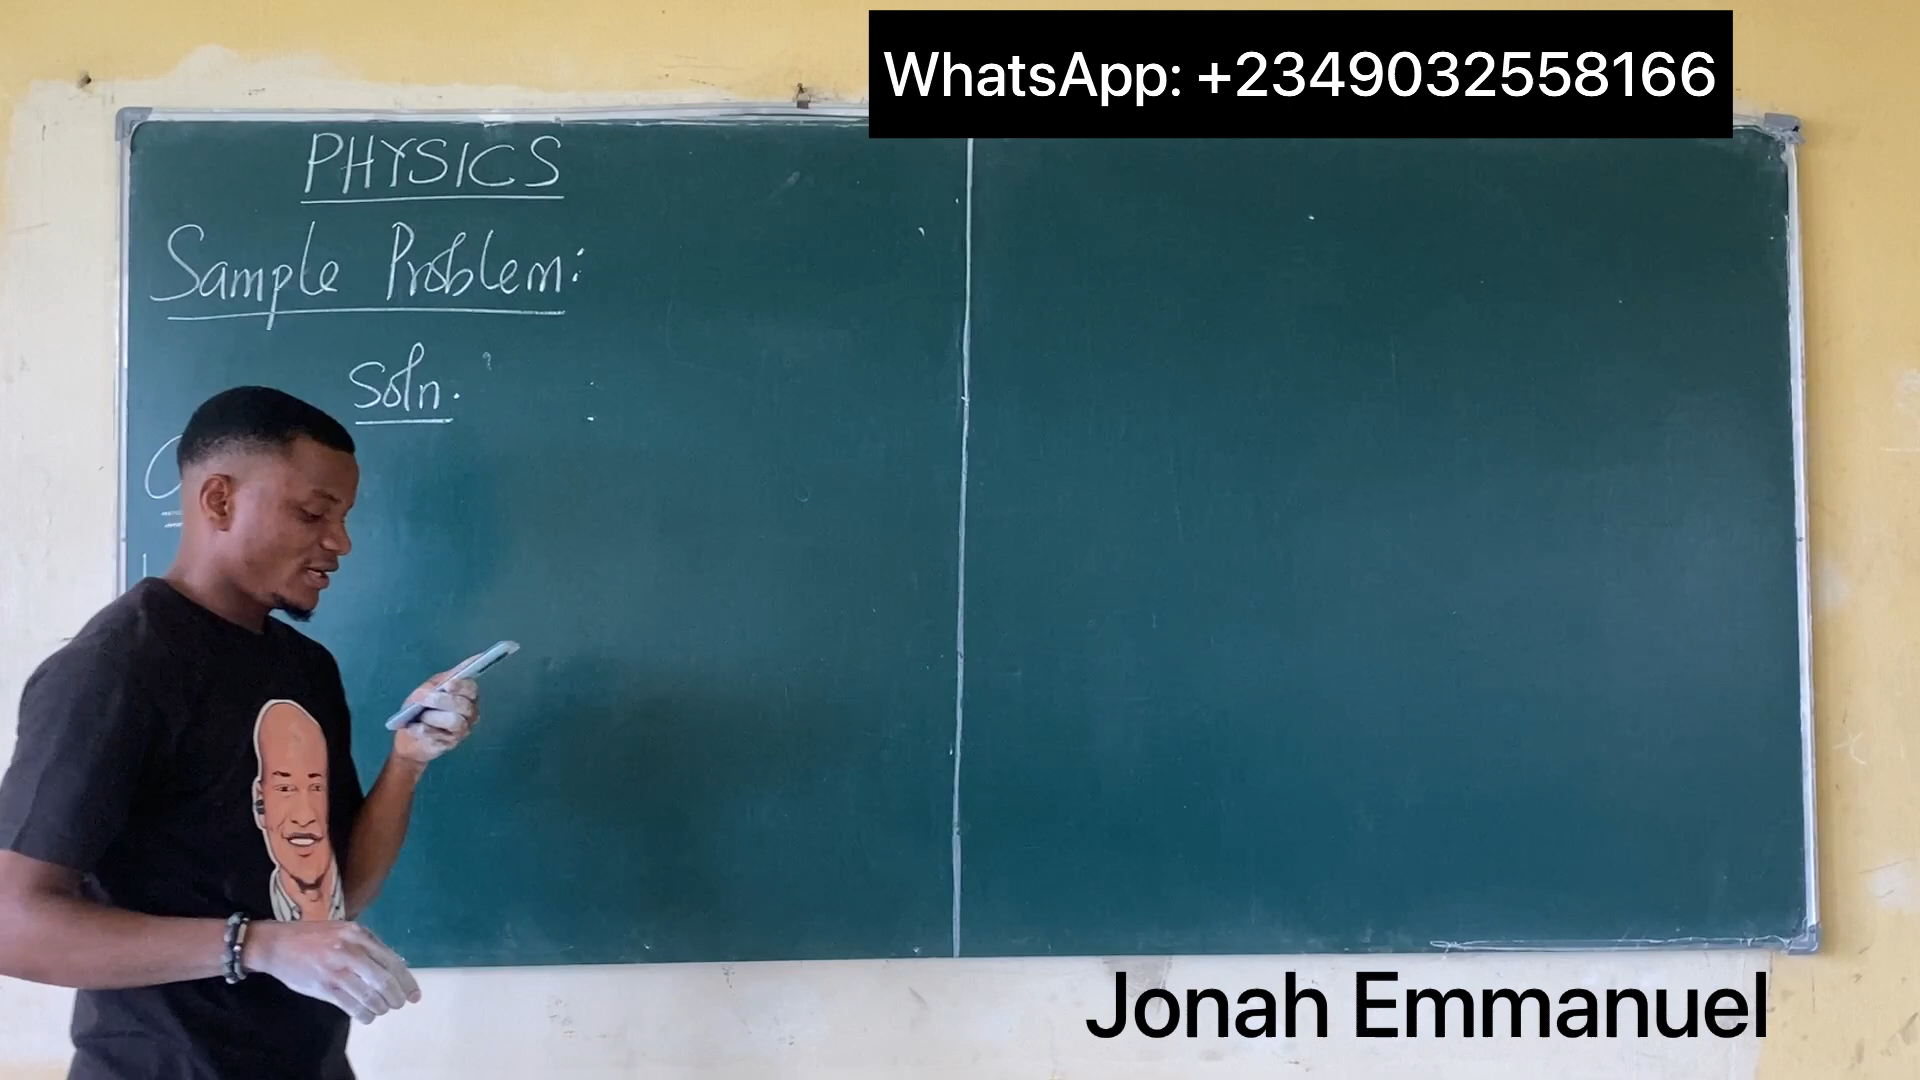 WhatsApp: +2349032558166
PHYSICS
Sample Problem:
Soln.
Jonah Emmanuel